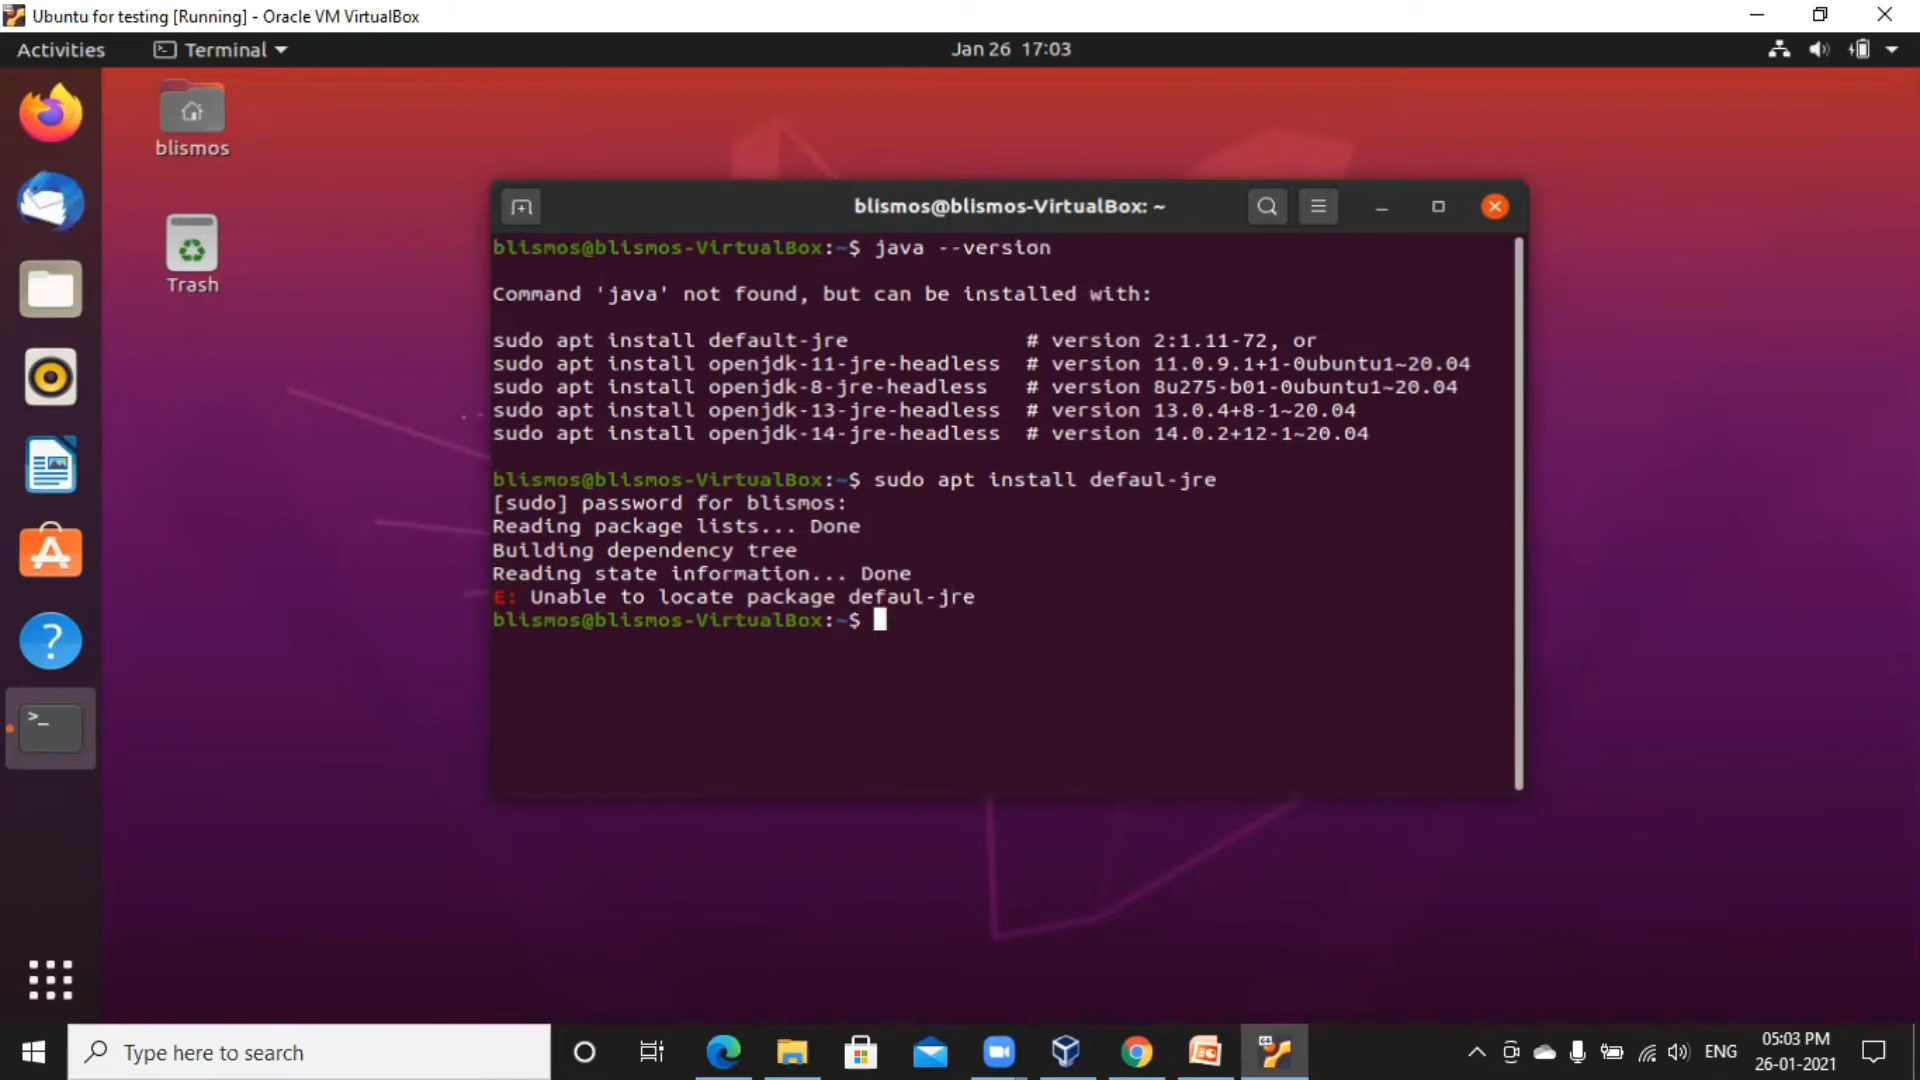 Ubuntu for testing [Running] - Oracle VM VirtualBox
Activities Terminal Jan 26 17:03
blismos
Trash
blismos@blismos-VirtualBox: ~
blismos@blismos-VirtualBox:~$ java --version
Command 'java' not found, but can be installed with:
sudo apt install default-jre # version 2:1.11-72, or
sudo apt install openjdk-11-jre-headless # version 11.0.9.1+1-0ubuntu1~20.04
sudo apt install openjdk-8-jre-headless # version 8u275-b01-0ubuntu1~20.04
sudo apt install openjdk-13-jre-headless # version 13.0.4+8-1~20.04
sudo apt install openjdk-14-jre-headless # version 14.0.2+12-1~20.04
blismos@blismos-VirtualBox:~$ sudo apt install defaul-jre
[sudo] password for blismos:
Reading package lists... Done
Building dependency tree
Reading state information... Done
E: Unable to locate package defaul-jre
blismos@blismos-VirtualBox:~$
Type here to search
ENG
05:03 PM
26-01-2021